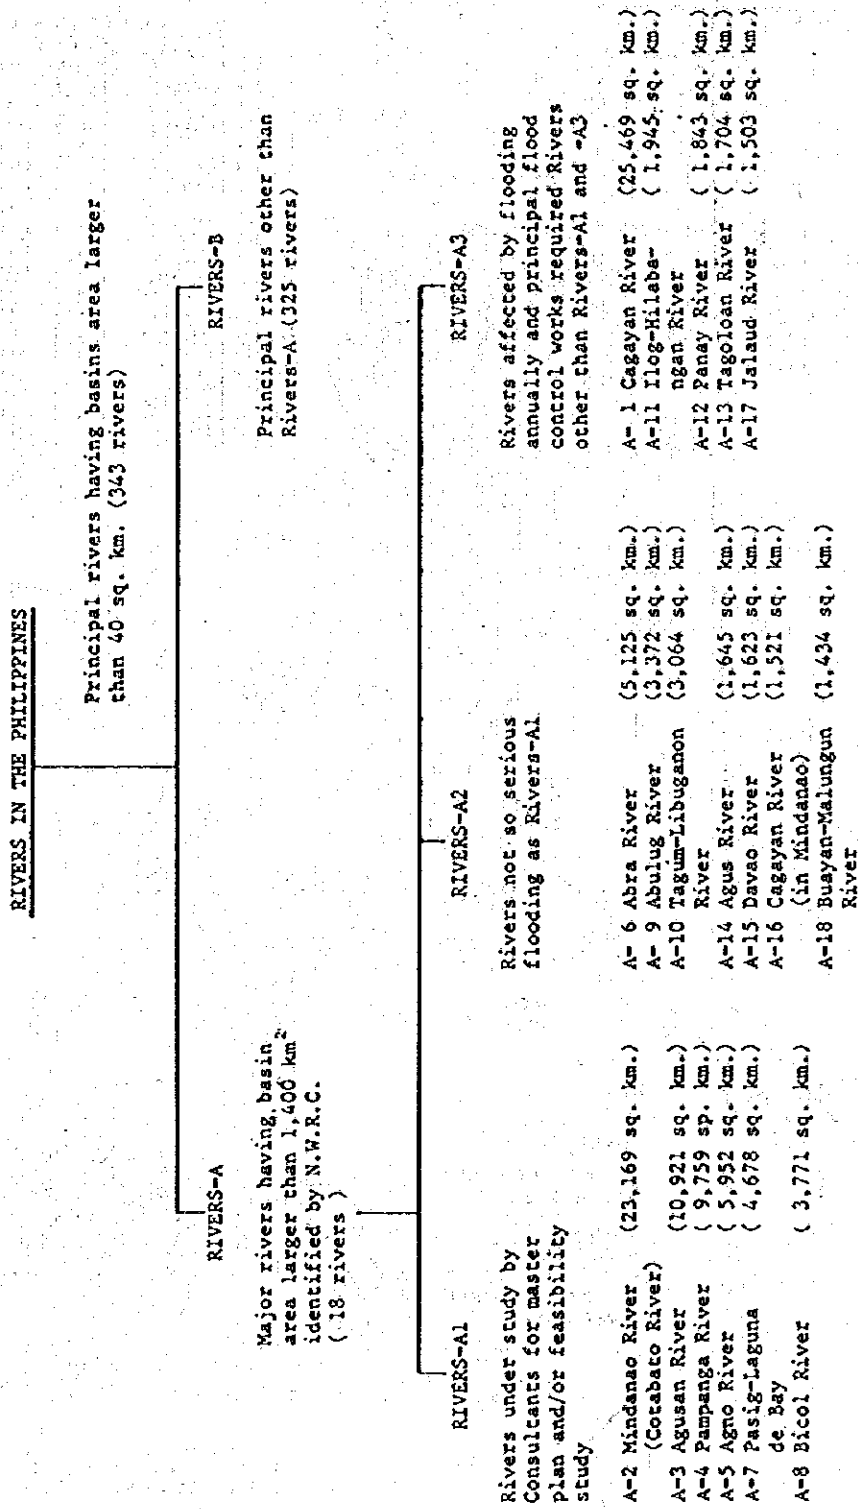 RIVERS IN THE PHILIPPINES
Principal rivers having basins area larger
than 40 sq. km. (343 rivers)
RIVERS-A
Major rivers having basin
area larger than 1,400 km²
identified by N.W.R.C.
( 18 rivers )
RIVERS-B
Principal rivers other than
Rivers-A (325 rivers)
RIVERS-A1
Rivers under study by
Consultants for master
plan and/or feasibility
study
A-2 Mindanao River (23,169 sq. km.)
(Cotabato River)
A-3 Agusan River (10,921 sq. km.)
A-4 Pampanga River ( 9,759 sp. km.)
A-5 Agno River ( 5,952 sq. km.)
A-7 Pasig-Laguna ( 4,678 sq. km.)
de Bay
A-8 Bicol River ( 3,771 sq. km.)
RIVERS-A2
Rivers not so serious
flooding as Rivers-A1
A- 6 Abra River (5,125 sq. km.)
A- 9 Abulug River (3,372 sq. km.)
A-10 Tagum-Libuganon (3,064 sq. km.)
River
A-14 Agus River (1,645 sq. km.)
A-15 Davao River (1,623 sq. km.)
A-16 Cagayan River (1,521 sq. km.)
(in Mindanao)
A-18 Buayan-Malungun (1,434 sq. km.)
River
RIVERS-A3
Rivers affected by flooding
annually and principal flood
control works required Rivers
other than Rivers-A1 and -A3
A- 1 Cagayan River (25,469 sq. km.)
A-11 Ilog-Hilaba- ( 1,945 sq. km.)
ngan River
A-12 Panay River ( 1,843 sq. km.)
A-13 Tagoloan River ( 1,704 sq. km.)
A-17 Jalaud River ( 1,503 sq. km.)